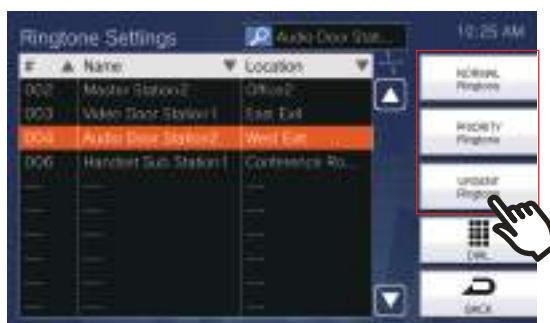 Ringtone Settings
Audio Door Stat...
10:25 AM
# Name Location
002 Master Station2 Office2
003 Video Door Station1 East Exit
004 Audio Door Station2 West Exit
006 Handset Sub Station1 Conference Ro...
NORMAL
Ringtone
PRIORITY
Ringtone
URGENT
Ringtone
DIAL
BACK